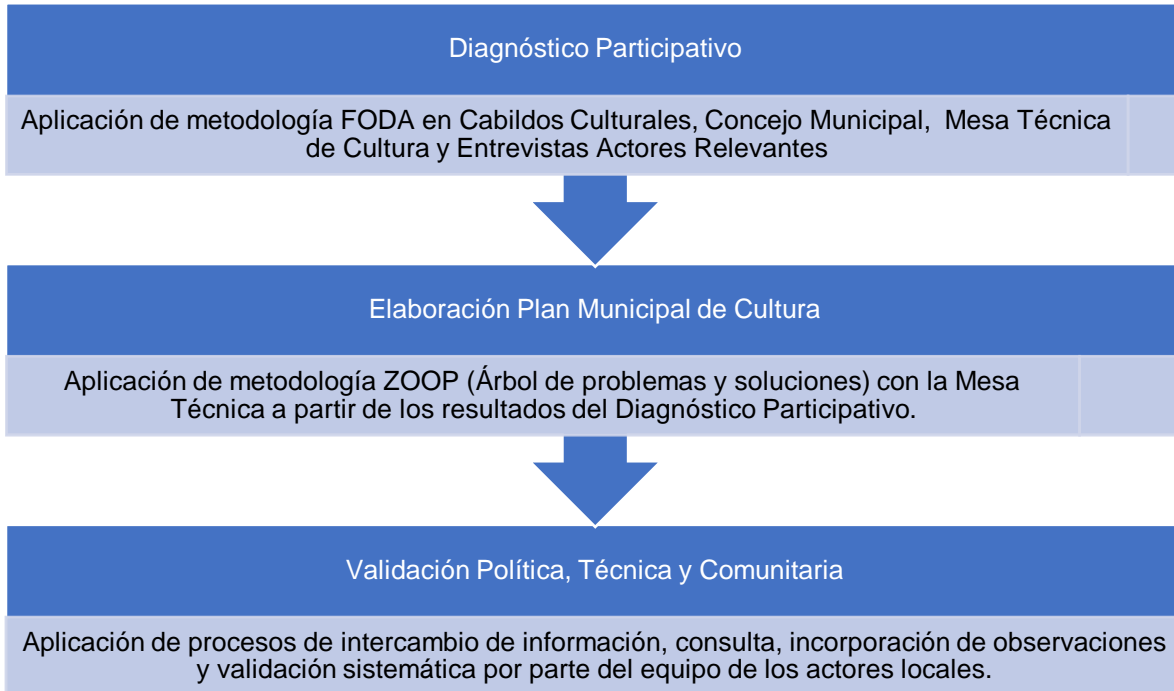 Diagnóstico Participativo
Aplicación de metodología FODA en Cabildos Culturales, Concejo Municipal, Mesa Técnica
de Cultura y Entrevistas Actores Relevantes
Elaboración Plan Municipal de Cultura
Aplicación de metodología ZOOP (Árbol de problemas y soluciones) con la Mesa
Técnica a partir de los resultados del Diagnóstico Participativo.
Validación Política, Técnica y Comunitaria
Aplicación de procesos de intercambio de información, consulta, incorporación de observaciones
y validación sistemática por parte del equipo de los actores locales.